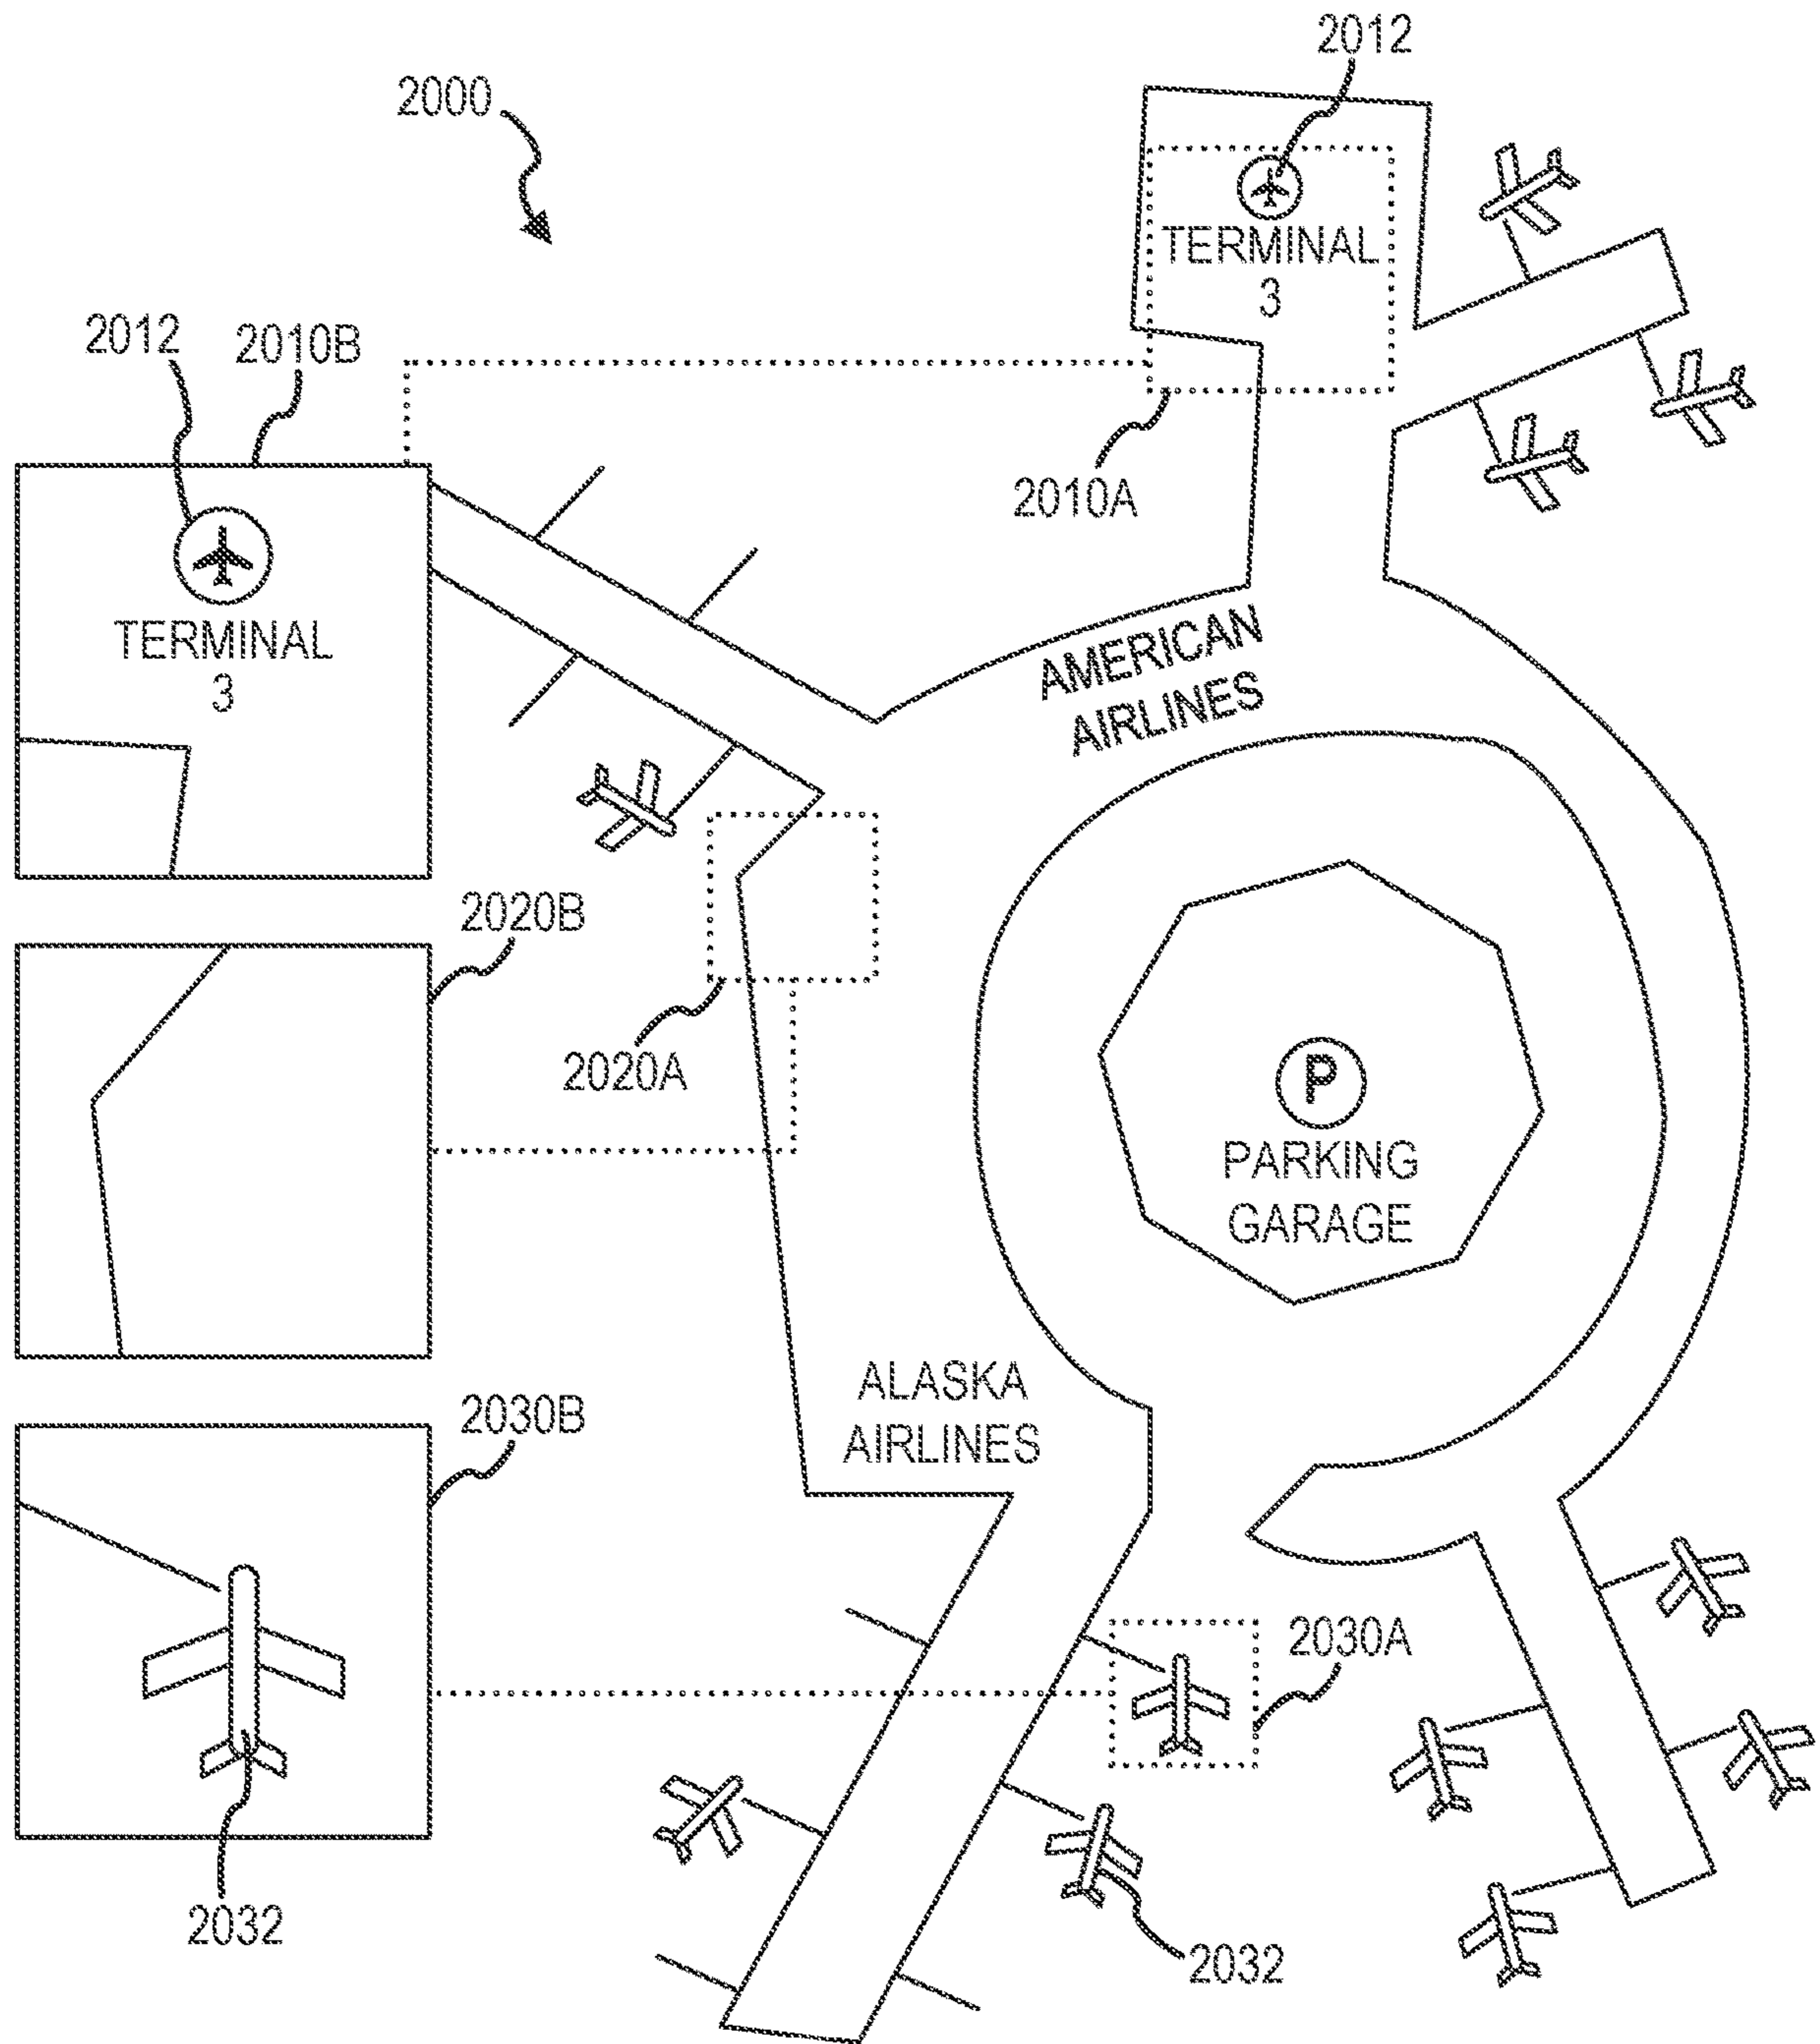 2012
2000
TERMINAL
3
2012
2010B
2010A
TERMINAL
3
AMERICAN
AIRLINES
2020B
2020A
P
PARKING
GARAGE
ALASKA
AIRLINES
2030B
2030A
2032
2032